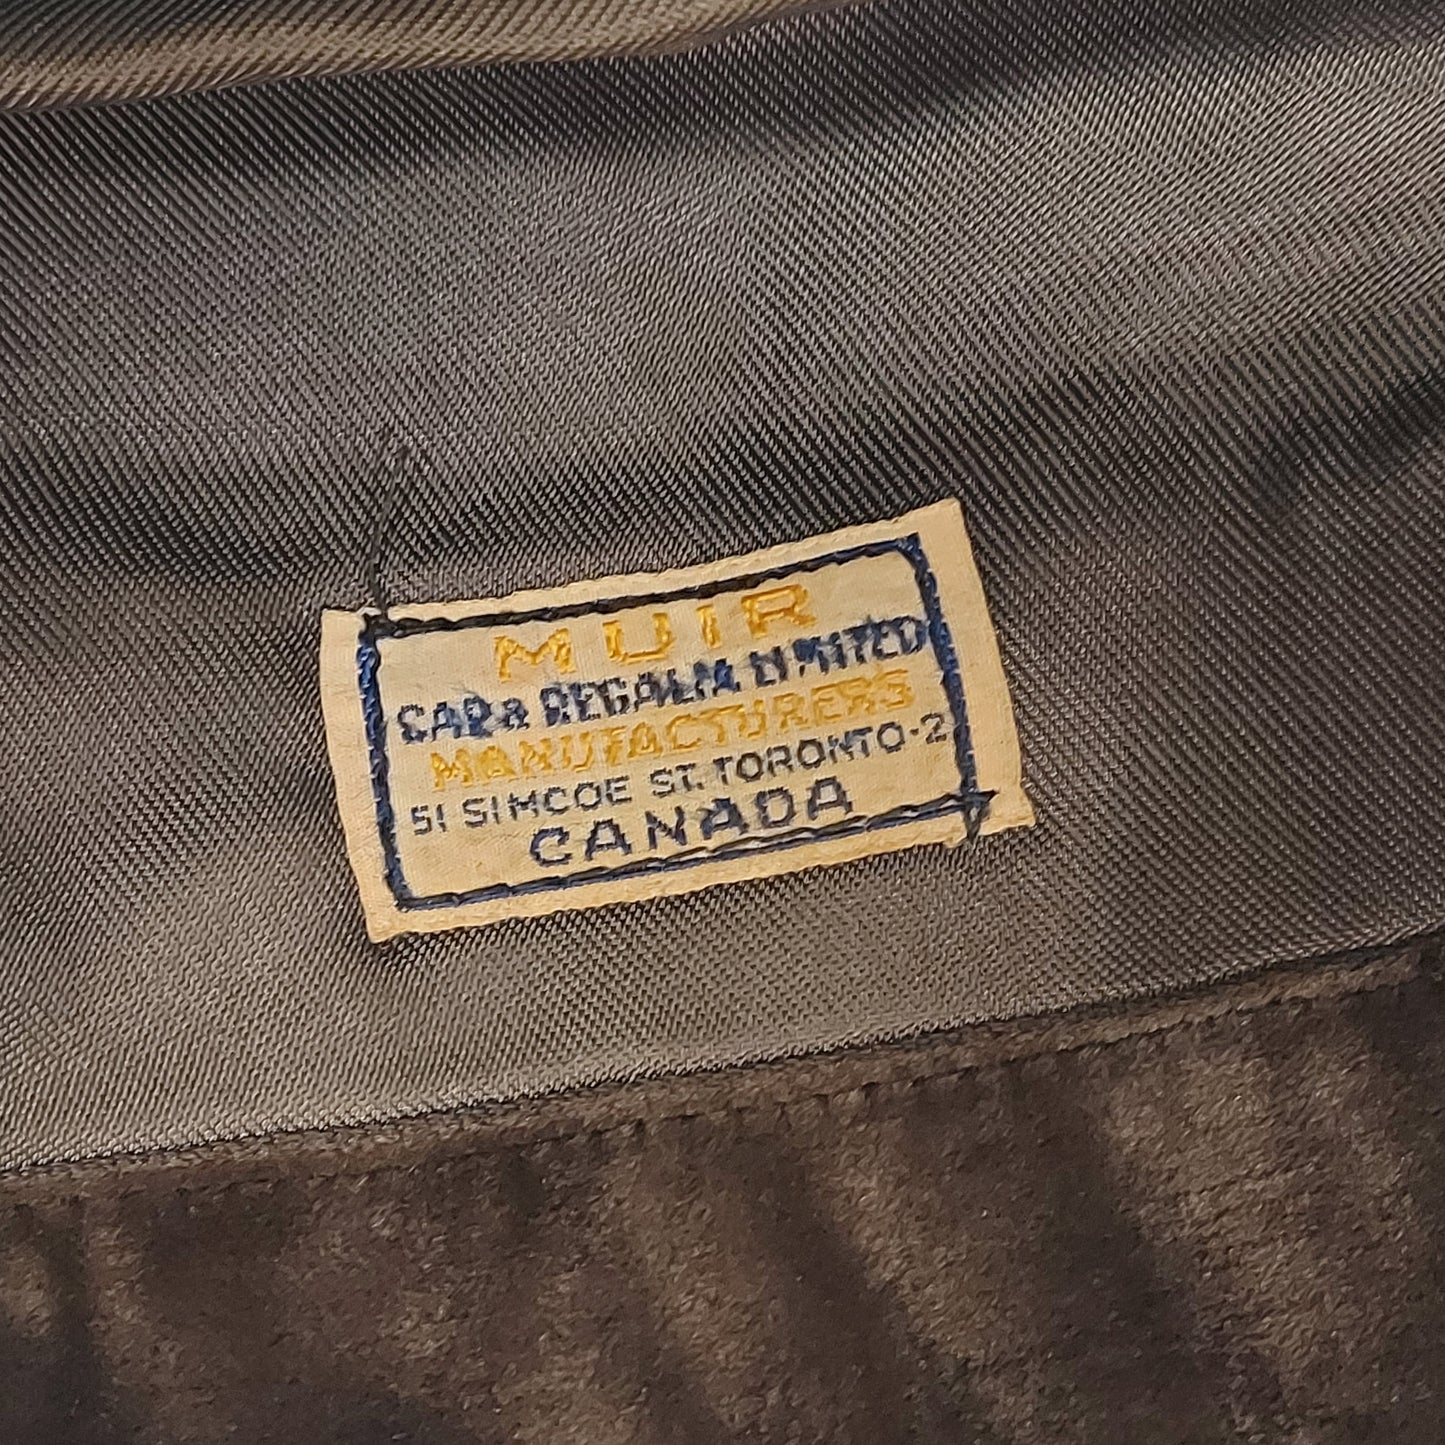 MUIR
CAP & REGALIA LIMITED
MANUFACTURERS
51 SIMCOE ST. TORONTO-2
CANADA